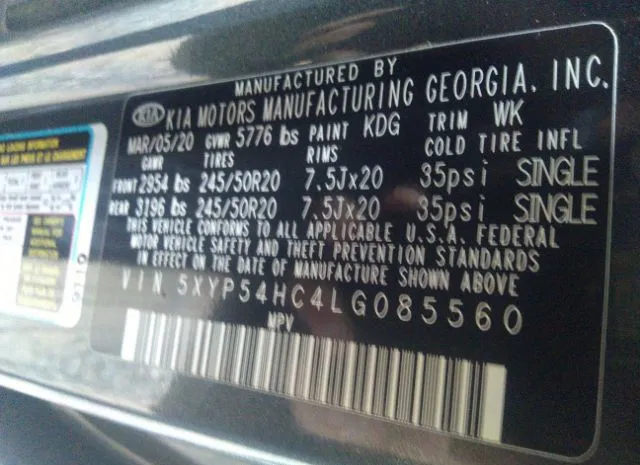 MANUFACTURED BY
KIA KIA MOTORS MANUFACTURING GEORGIA, INC.
MAR/05/20 GVWR 5776 lbs PAINT KDG TRIM WK
GAWR TIRES RIMS COLD TIRE INFL
FRONT 2954 lbs 245/50R20 7.5Jx20 35psi SINGLE
REAR 3196 lbs 245/50R20 7.5Jx20 35psi SINGLE
THIS VEHICLE CONFORMS TO ALL APPLICABLE U.S.A. FEDERAL
MOTOR VEHICLE SAFETY AND THEFT PREVENTION STANDARDS
IN EFFECT ON THE DATE OF MANUFACTURE SHOWN ABOVE
VIN 5XYP54HC4LG085560
MPV